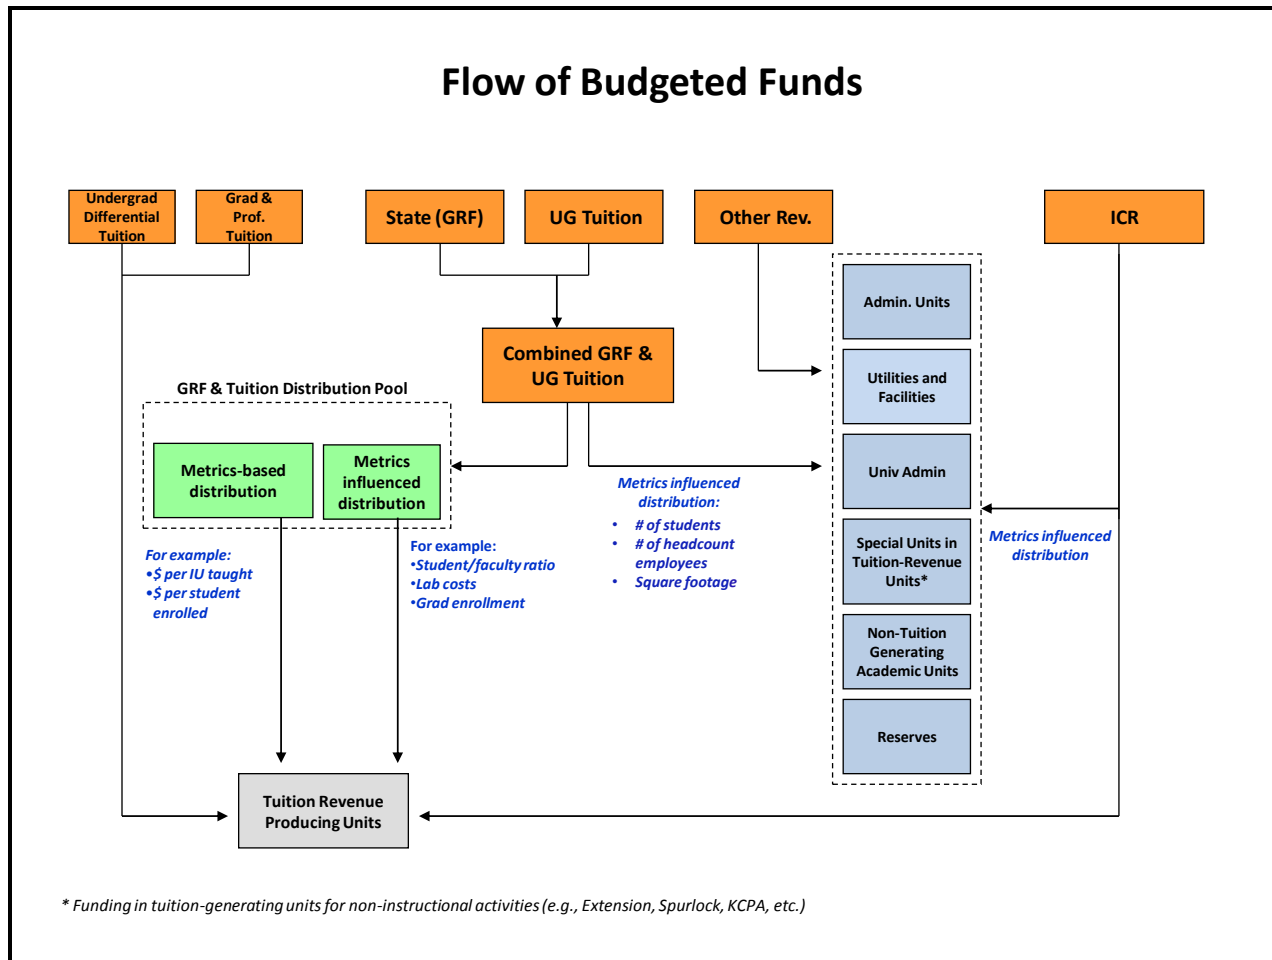 Flow of Budgeted Funds
Undergrad
Differential
Tuition
Grad &
Prof.
Tuition
State (GRF)
UG Tuition
Other Rev.
ICR
Combined GRF &
UG Tuition
GRF & Tuition Distribution Pool
Metrics-based
distribution
Metrics
influenced
distribution
For example:
•$ per IU taught
•$ per student
enrolled
For example:
•Student/faculty ratio
•Lab costs
•Grad enrollment
Metrics influenced
distribution:
• # of students
• # of headcount
employees
• Square footage
Admin. Units
Utilities and
Facilities
Univ Admin
Special Units in
Tuition-Revenue
Units*
Non-Tuition
Generating
Academic Units
Reserves
Metrics influenced
distribution
Tuition Revenue
Producing Units
* Funding in tuition-generating units for non-instructional activities (e.g., Extension, Spurlock, KCPA, etc.)